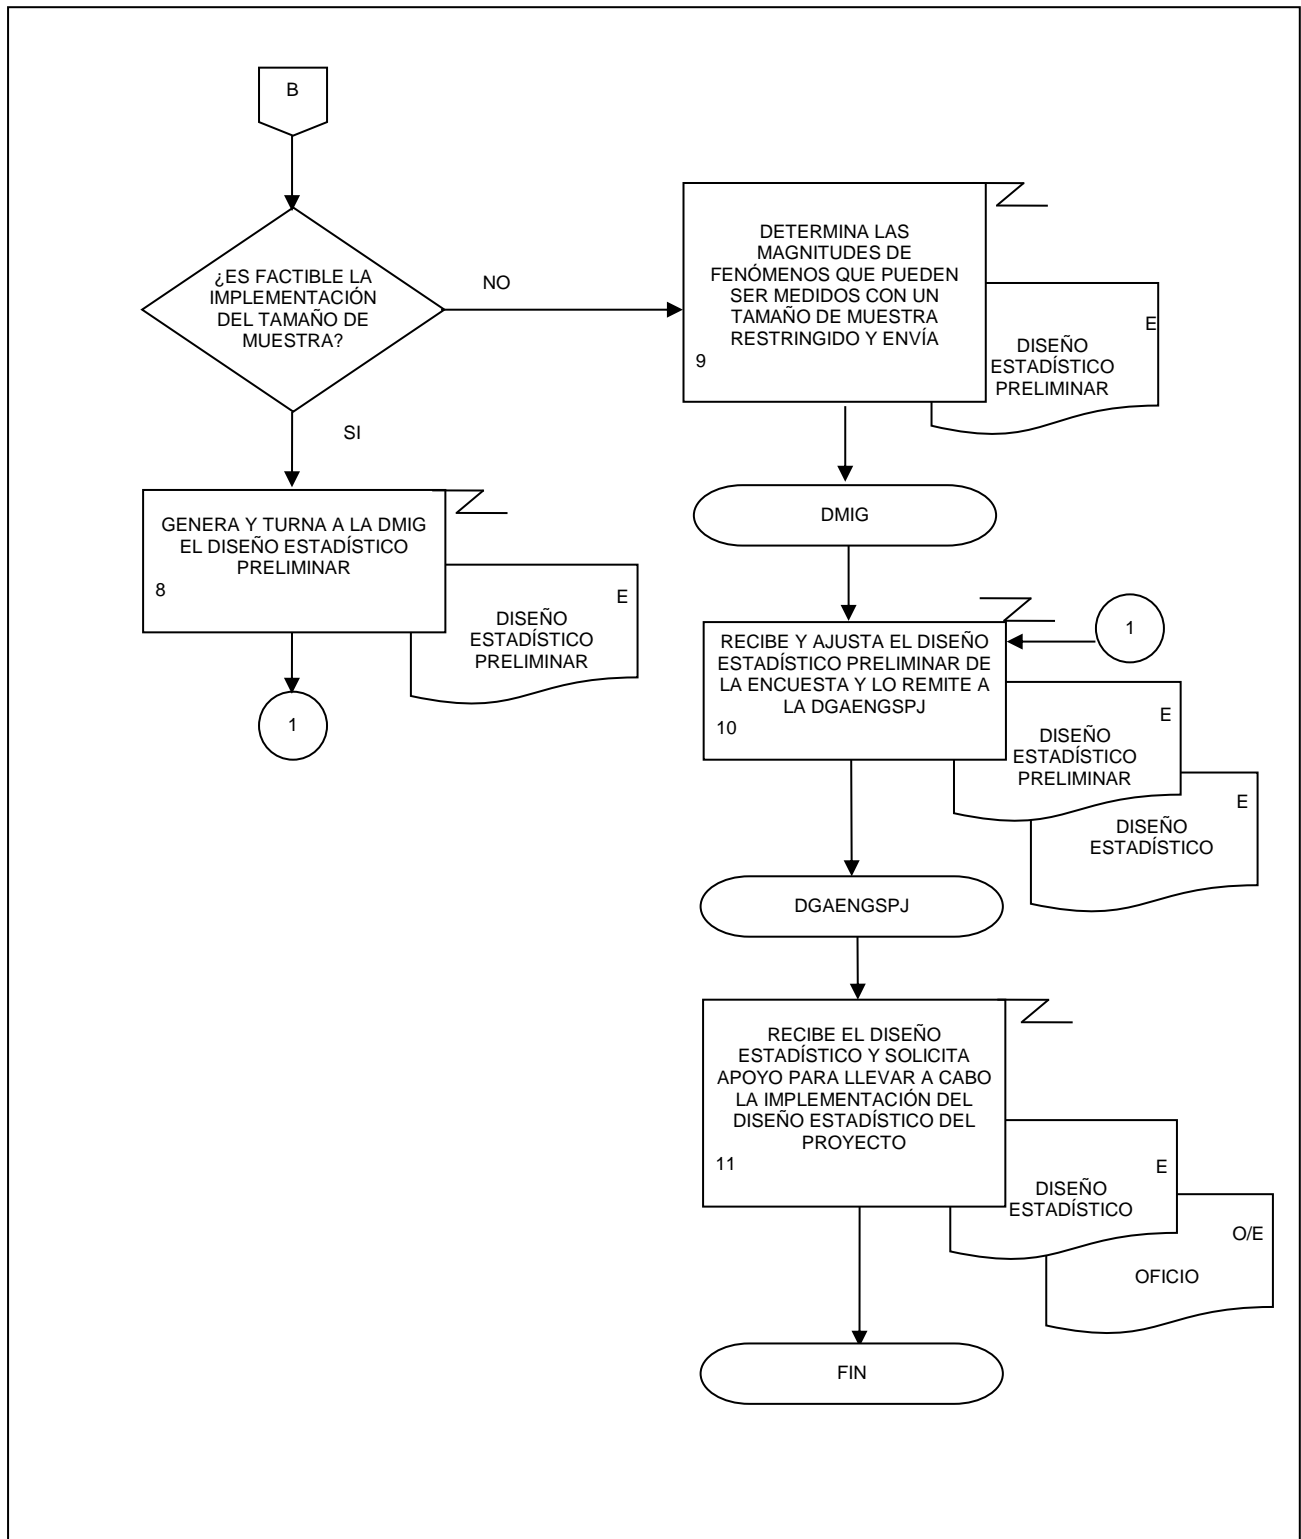 B
¿ES FACTIBLE LA
IMPLEMENTACIÓN
DEL TAMAÑO DE
MUESTRA?
NO
SI
GENERA Y TURNA A LA DMIG
EL DISEÑO ESTADÍSTICO
PRELIMINAR
8
E
DISEÑO
ESTADÍSTICO
PRELIMINAR
1
DETERMINA LAS
MAGNITUDES DE
FENÓMENOS QUE PUEDEN
SER MEDIDOS CON UN
TAMAÑO DE MUESTRA
RESTRINGIDO Y ENVÍA
9
E
DISEÑO
ESTADÍSTICO
PRELIMINAR
DMIG
1
RECIBE Y AJUSTA EL DISEÑO
ESTADÍSTICO PRELIMINAR DE
LA ENCUESTA Y LO REMITE A
LA DGAENGSPJ
10
E
DISEÑO
ESTADÍSTICO
PRELIMINAR
E
DISEÑO
ESTADÍSTICO
DGAENGSPJ
RECIBE EL DISEÑO
ESTADÍSTICO Y SOLICITA
APOYO PARA LLEVAR A CABO
LA IMPLEMENTACIÓN DEL
DISEÑO ESTADÍSTICO DEL
PROYECTO
11
E
DISEÑO
ESTADÍSTICO
O/E
OFICIO
FIN